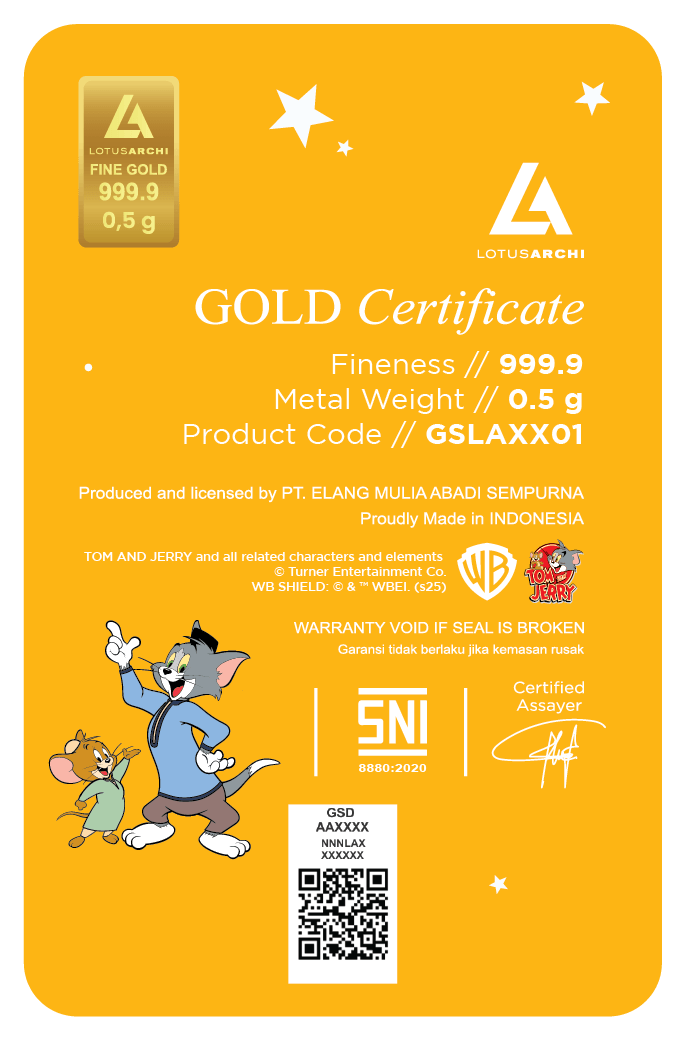 LOTUSARCHI
FINE GOLD
999.9
0,5 g
LOTUSARCHI
GOLD Certificate
Fineness // 999.9
Metal Weight // 0.5 g
Product Code // GSLAXX01
Produced and licensed by PT. ELANG MULIA ABADI SEMPURNA
Proudly Made in INDONESIA
TOM AND JERRY and all related characters and elements
© Turner Entertainment Co.
WB SHIELD: © & ™ WBEI. (s25)
WB
TOM AND
JERRY
WARRANTY VOID IF SEAL IS BROKEN
Garansi tidak berlaku jika kemasan rusak
SNI
8880:2020
Certified
Assayer
GSD
AAXXXX
NNNLAX
XXXXXX